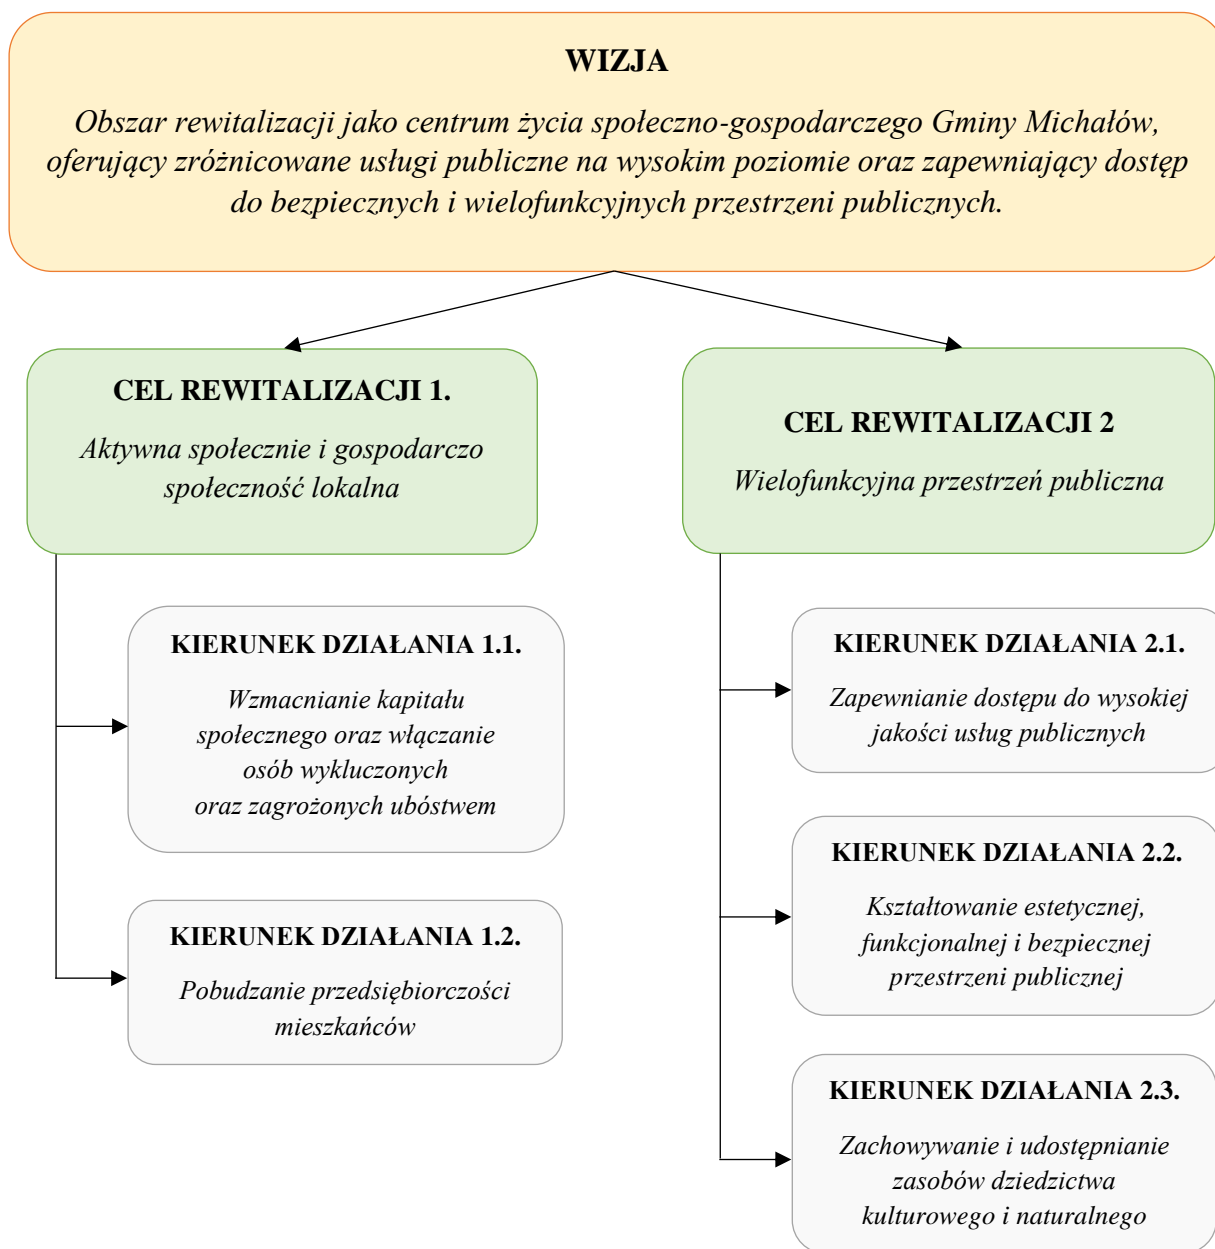 WIZJA
Obszar rewitalizacji jako centrum życia społeczno-gospodarczego Gminy Michałów,
oferujący zróżnicowane usługi publiczne na wysokim poziomie oraz zapewniający dostęp
do bezpiecznych i wielofunkcyjnych przestrzeni publicznych.
CEL REWITALIZACJI 1.
Aktywna społecznie i gospodarczo
społeczność lokalna
KIERUNEK DZIAŁANIA 1.1.
Wzmacnianie kapitału
społecznego oraz włączanie
osób wykluczonych
oraz zagrożonych ubóstwem
KIERUNEK DZIAŁANIA 1.2.
Pobudzanie przedsiębiorczości
mieszkańców
CEL REWITALIZACJI 2
Wielofunkcyjna przestrzeń publiczna
KIERUNEK DZIAŁANIA 2.1.
Zapewnianie dostępu do wysokiej
jakości usług publicznych
KIERUNEK DZIAŁANIA 2.2.
Kształtowanie estetycznej,
funkcjonalnej i bezpiecznej
przestrzeni publicznej
KIERUNEK DZIAŁANIA 2.3.
Zachowywanie i udostępnianie
zasobów dziedzictwa
kulturowego i naturalnego